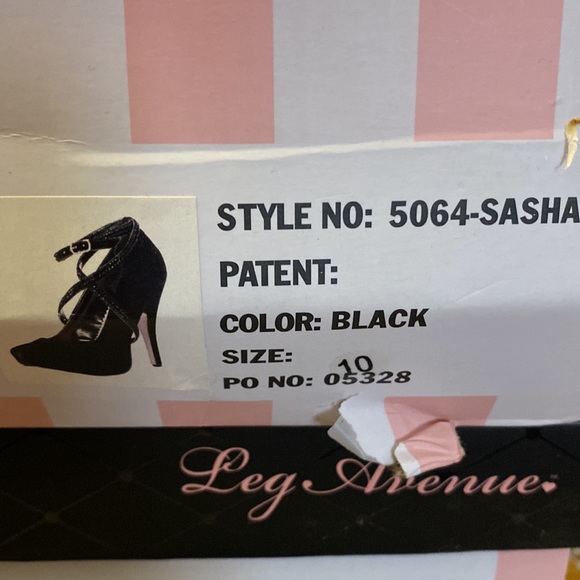 STYLE NO: 5064-SASHA
PATENT:
COLOR: BLACK
SIZE: 10
PO NO: 05328
Leg Avenue